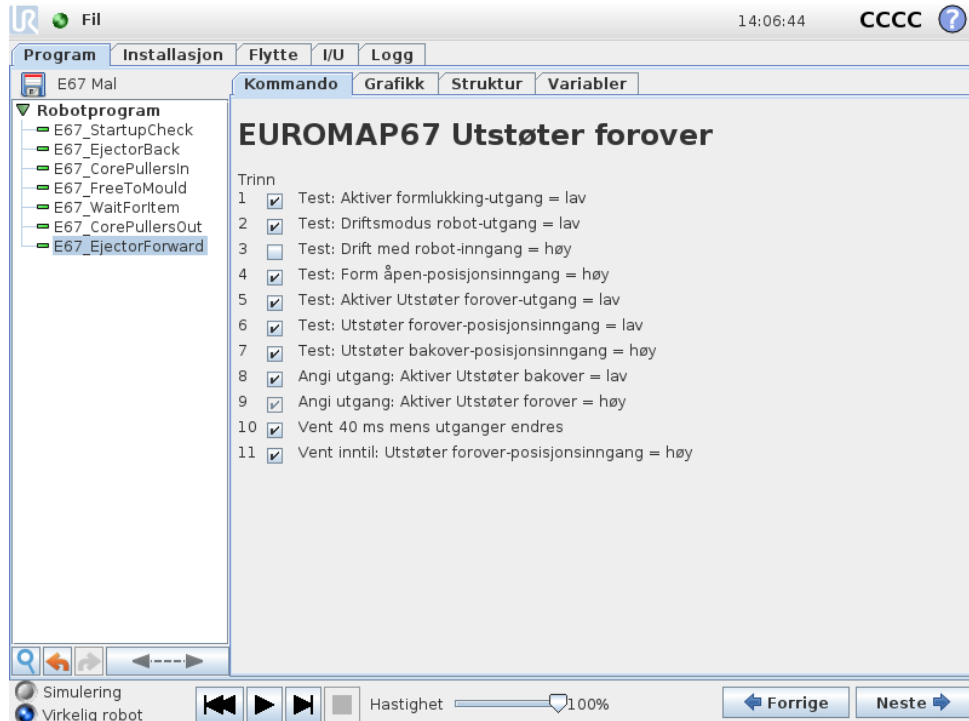 UR Fil 14:06:44 CCCC ?
Program Installasjon Flytte I/U Logg
E67 Mal Kommando Grafikk Struktur Variabler
Robotprogram
E67_StartupCheck
E67_EjectorBack
E67_CorePullersIn
E67_FreeToMould
E67_WaitForItem
E67_CorePullersOut
E67_EjectorForward
EUROMAP67 Utstøter forover
Trinn
1 Test: Aktiver formlukking-utgang = lav
2 Test: Driftsmodus robot-utgang = lav
3 Test: Drift med robot-inngang = høy
4 Test: Form åpen-posisjonsinngang = høy
5 Test: Aktiver Utstøter forover-utgang = lav
6 Test: Utstøter forover-posisjonsinngang = lav
7 Test: Utstøter bakover-posisjonsinngang = høy
8 Angi utgang: Aktiver Utstøter bakover = lav
9 Angi utgang: Aktiver Utstøter forover = høy
10 Vent 40 ms mens utganger endres
11 Vent inntil: Utstøter forover-posisjonsinngang = høy
Simulering
Virkelig robot
Hastighet 100% Forrige Neste